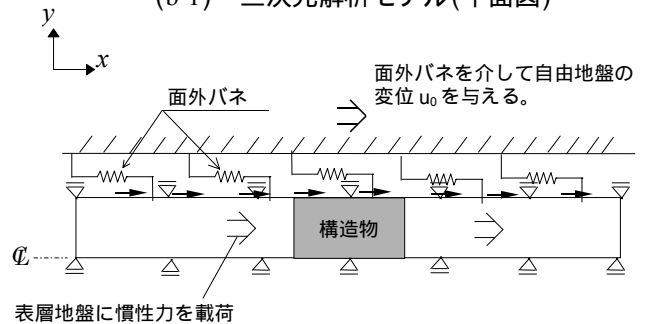 (b-1) 三次元解析モデル(平面図)
y
x
面外バネを介して自由地盤の
変位 u₀ を与える。
面外バネ
構造物
℄
表層地盤に慣性力を載荷